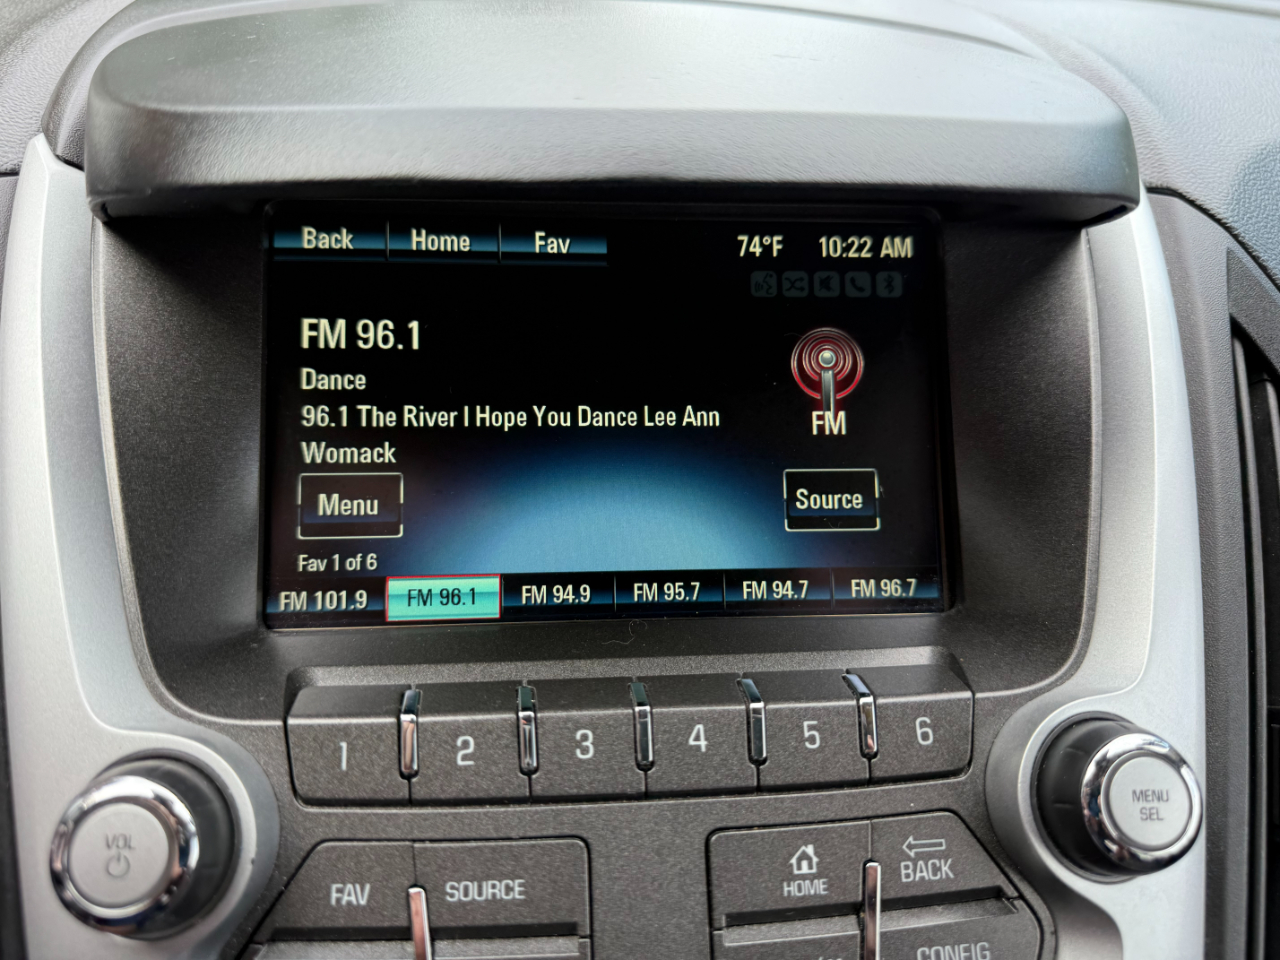 Back Home Fav 74°F 10:22 AM
FM 96.1
Dance
96.1 The River I Hope You Dance Lee Ann
Womack
FM
Menu
Source
Fav 1 of 6
FM 101.9 FM 96.1 FM 94.9 FM 95.7 FM 94.7 FM 96.7
1 2 3 4 5 6
VOL
MENU
SEL
FAV SOURCE
HOME
BACK
CONFIG